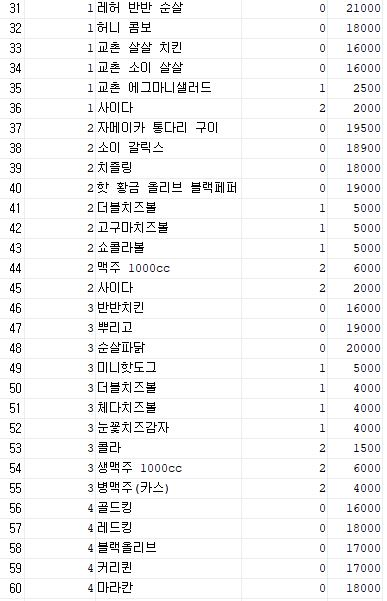 31 1 레허 반반 순살 0 21000
32 1 허니 콤보 0 18000
33 1 교촌 살살 치킨 0 16000
34 1 교촌 소이 살살 0 16000
35 1 교촌 에그마니샐러드 1 2500
36 1 사이다 2 2000
37 2 자메이카 통다리 구이 0 19500
38 2 소이 갈릭스 0 18900
39 2 치즐링 0 18000
40 2 핫 황금 올리브 블랙페퍼 0 19000
41 2 더블치즈볼 1 5000
42 2 고구마치즈볼 1 5000
43 2 쇼콜라볼 1 5000
44 2 맥주 1000cc 2 6000
45 2 사이다 2 2000
46 3 반반치킨 0 16000
47 3 뿌리고 0 19000
48 3 순살파닭 0 20000
49 3 미니핫도그 1 5000
50 3 더블치즈볼 1 4000
51 3 체다치즈볼 1 4000
52 3 눈꽃치즈감자 1 4000
53 3 콜라 2 1500
54 3 생맥주 1000cc 2 6000
55 3 병맥주(카스) 2 4000
56 4 골드킹 0 16000
57 4 레드킹 0 18000
58 4 블랙올리브 0 17000
59 4 커리퀸 0 17000
60 4 마라칸 0 18000